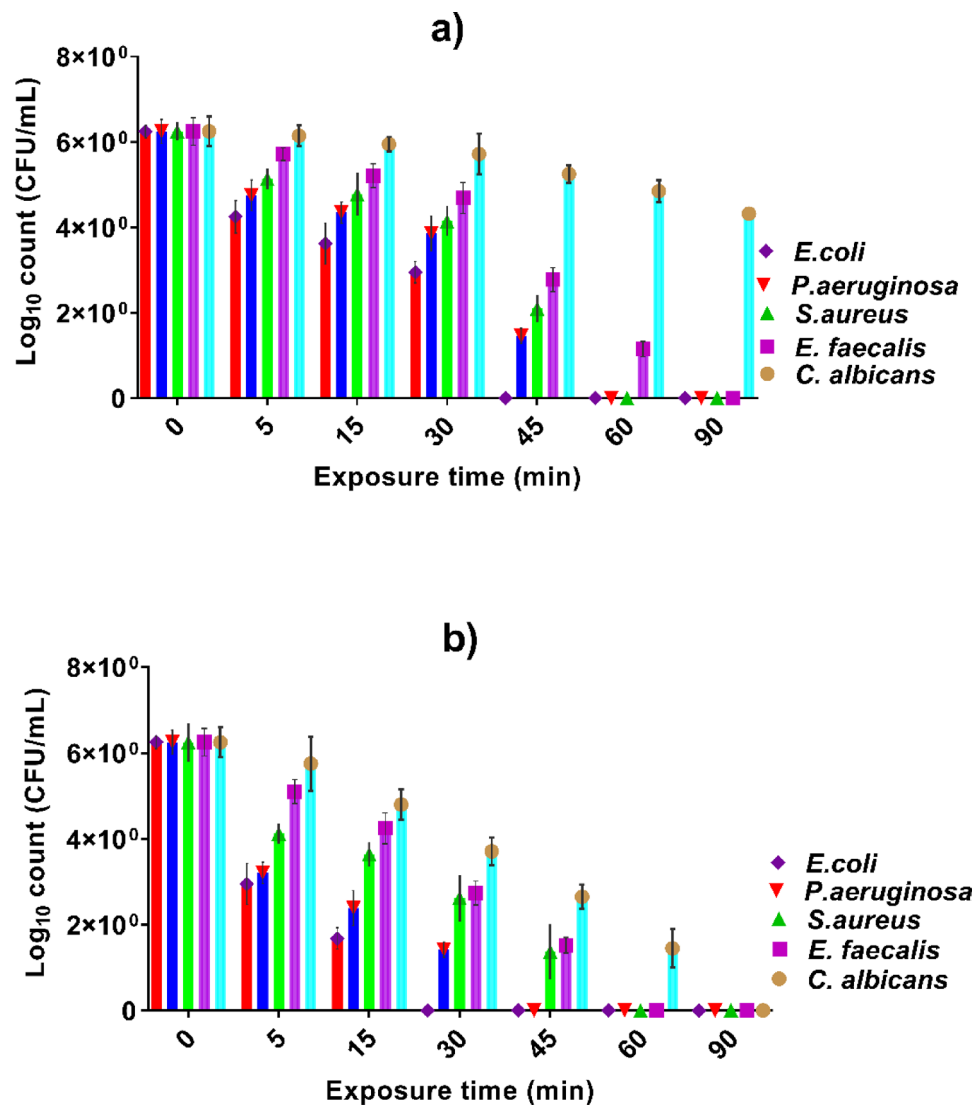 a)
8×10⁰
6×10⁰
4×10⁰
2×10⁰
0
Log₁₀ count (CFU/mL)
0 5 15 30 45 60 90
Exposure time (min)
E.coli
P.aeruginosa
S.aureus
E. faecalis
C. albicans
b)
8×10⁰
6×10⁰
4×10⁰
2×10⁰
0
Log₁₀ count (CFU/mL)
0 5 15 30 45 60 90
Exposure time (min)
E.coli
P.aeruginosa
S.aureus
E. faecalis
C. albicans